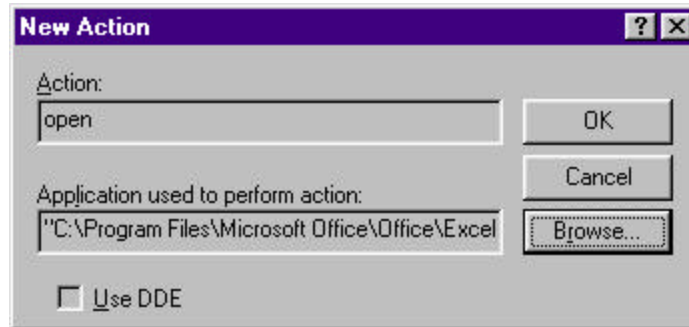 New Action
Action:
open
OK
Cancel
Application used to perform action:
"C:\Program Files\Microsoft Office\Office\Excel
Browse...
Use DDE